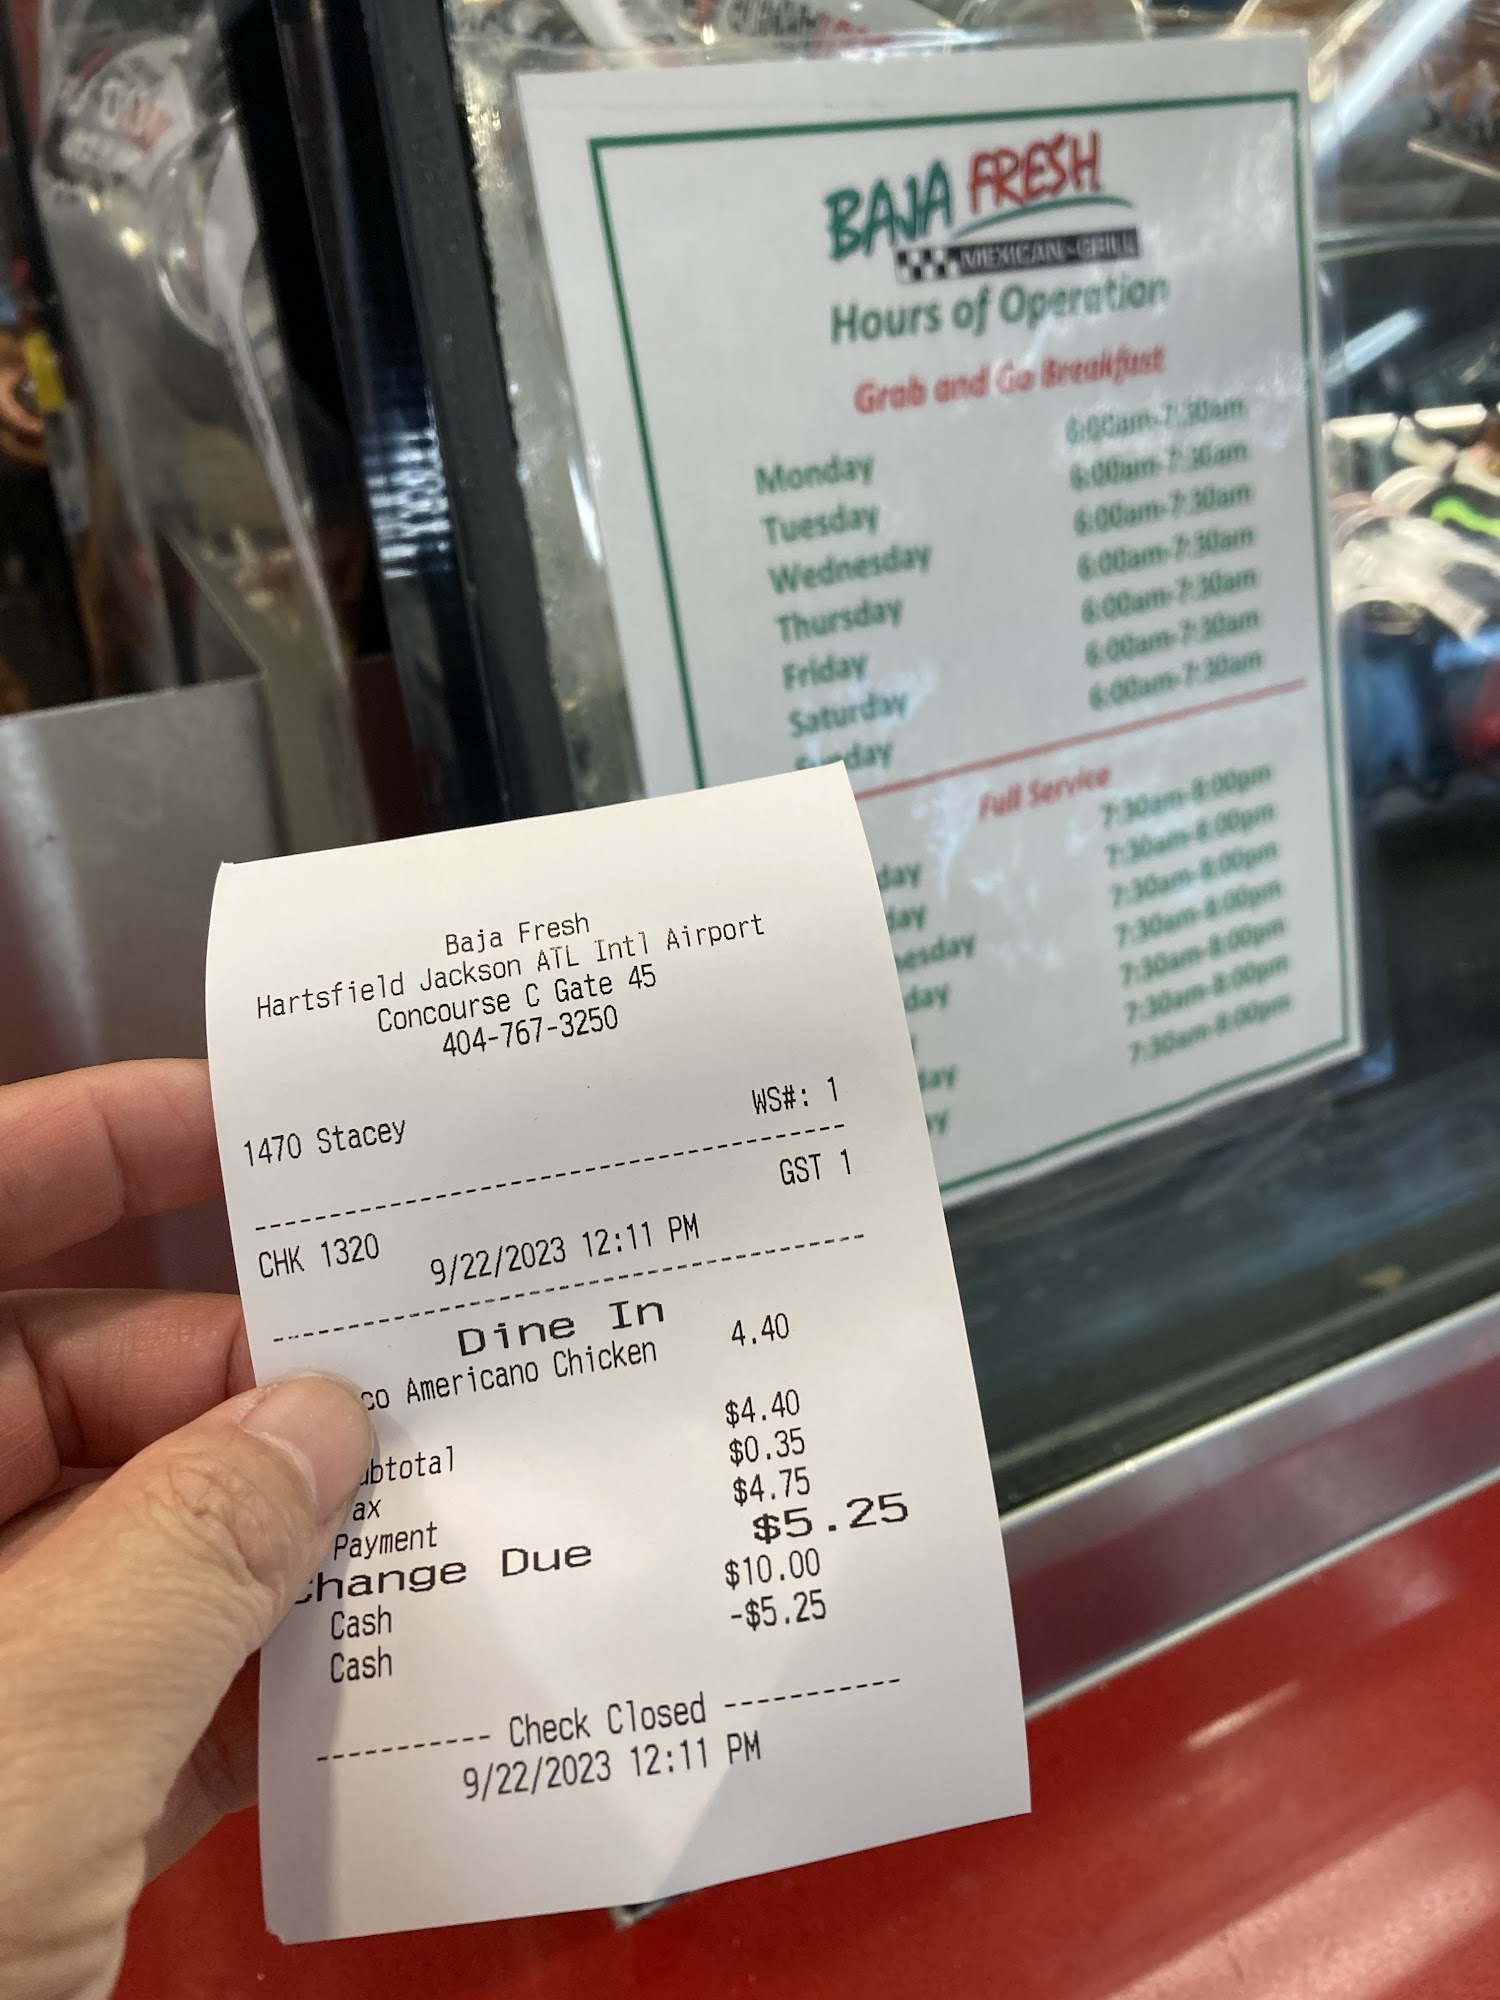 BAJA FRESH
MEXICAN-GRILL
Hours of Operation
Grab and Go Breakfast
Monday 6:00am-7:30am
Tuesday 6:00am-7:30am
Wednesday 6:00am-7:30am
Thursday 6:00am-7:30am
Friday 6:00am-7:30am
Saturday 6:00am-7:30am
day 6:00am-7:30am
Full Service
day 7:30am-8:00pm
ay 7:30am-8:00pm
esday 7:30am-8:00pm
day 7:30am-8:00pm
7:30am-8:00pm
ay 7:30am-8:00pm
y 7:30am-8:00pm
Baja Fresh
Hartsfield Jackson ATL Intl Airport
Concourse C Gate 45
404-767-3250
1470 Stacey WS#: 1
GST 1
CHK 1320
9/22/2023 12:11 PM
Dine In
co Americano Chicken 4.40
ubtotal $4.40
ax $0.35
Payment $4.75
Change Due $5.25
Cash $10.00
Cash -$5.25
----------- Check Closed -----------
9/22/2023 12:11 PM